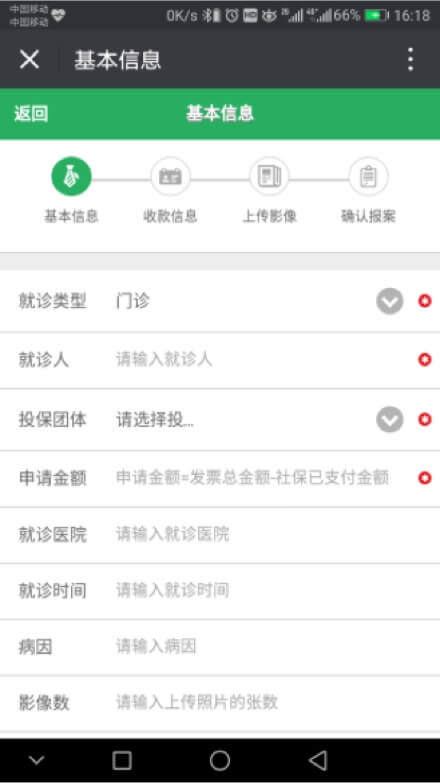 中国移动
中国移动
0K/s HD 2G 4G+ 66% 16:18
基本信息
返回 基本信息
基本信息 收款信息 上传影像 确认报案
就诊类型 门诊
就诊人 请输入就诊人
投保团体 请选择投...
申请金额 申请金额=发票总金额-社保已支付金额
就诊医院 请输入就诊医院
就诊时间 请输入就诊时间
病因 请输入病因
影像数 请输入上传照片的张数